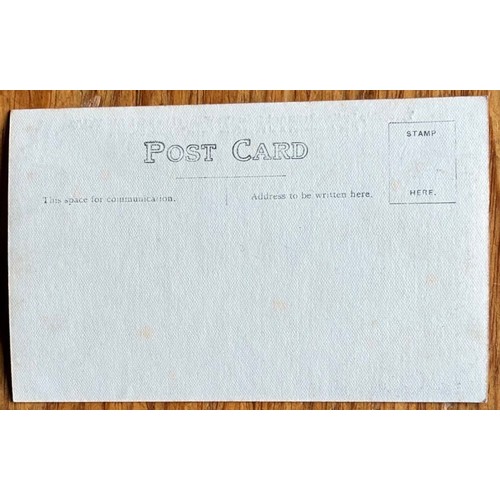 POST CARD
STAMP
HERE.
This space for communication.
Address to be written here.